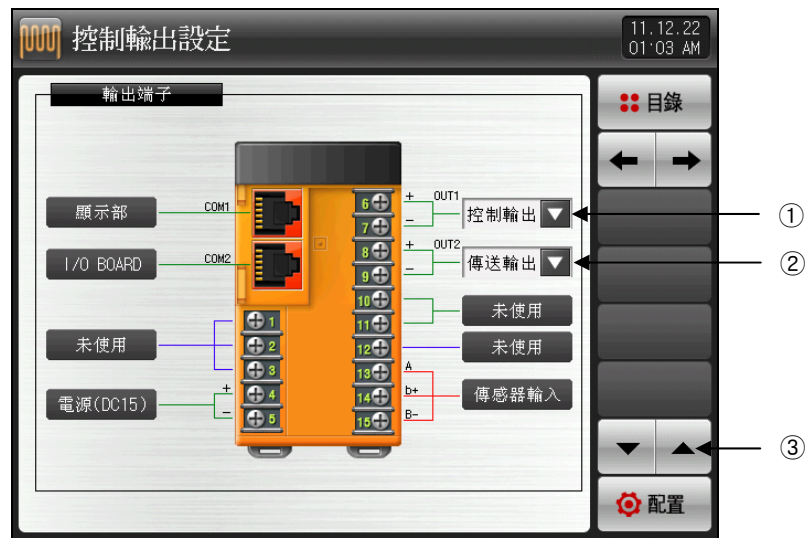 控制輸出設定
11.12.22
01:03 AM
輸出端子
目錄
顯示部
COM1
I/O BOARD
COM2
未使用
電源(DC15)
+
-
1
2
3
4
5
6
7
8
9
10
11
12
13
14
15
+
-
OUT1
控制輸出
①
+
-
OUT2
傳送輸出
②
未使用
未使用
A
b+
B-
傳感器輸入
③
配置